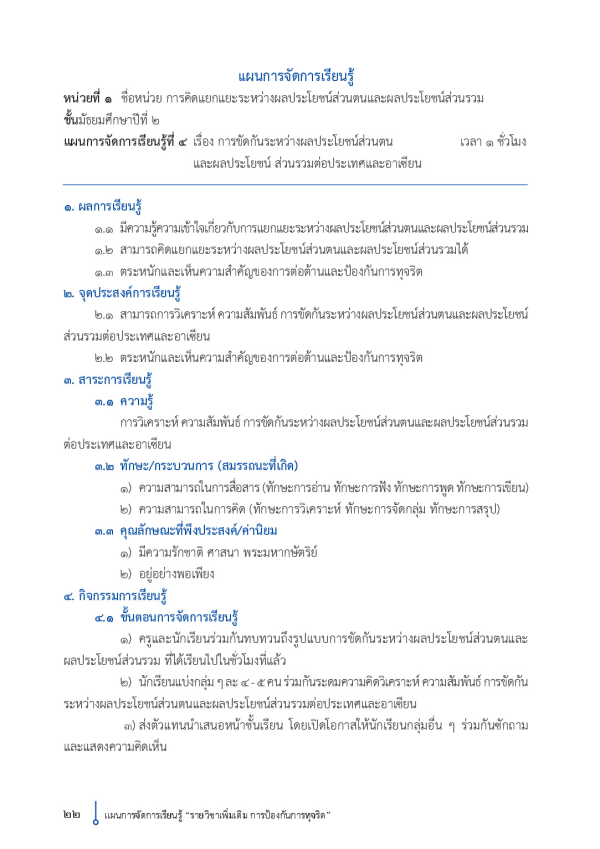 แผนการจัดการเรียนรู้
หน่วยที่ ๑ ชื่อหน่วย การคิดแยกแยะระหว่างผลประโยชน์ส่วนตนและผลประโยชน์ส่วนรวม
ชั้นมัธยมศึกษาปีที่ ๒
แผนการจัดการเรียนรู้ที่ ๔ เรื่อง การขัดกันระหว่างผลประโยชน์ส่วนตน เวลา ๑ ชั่วโมง
และผลประโยชน์ ส่วนรวมต่อประเทศและอาเซียน
๑. ผลการเรียนรู้
๑.๑ มีความรู้ความเข้าใจเกี่ยวกับการแยกแยะระหว่างผลประโยชน์ส่วนตนและผลประโยชน์ส่วนรวม
๑.๒ สามารถคิดแยกแยะระหว่างผลประโยชน์ส่วนตนและผลประโยชน์ส่วนรวมได้
๑.๓ ตระหนักและเห็นความสำคัญของการต่อต้านและป้องกันการทุจริต
๒. จุดประสงค์การเรียนรู้
๒.๑ สามารถการวิเคราะห์ ความสัมพันธ์ การขัดกันระหว่างผลประโยชน์ส่วนตนและผลประโยชน์
ส่วนรวมต่อประเทศและอาเซียน
๒.๒ ตระหนักและเห็นความสำคัญของการต่อต้านและป้องกันการทุจริต
๓. สาระการเรียนรู้
๓.๑ ความรู้
การวิเคราะห์ ความสัมพันธ์ การขัดกันระหว่างผลประโยชน์ส่วนตนและผลประโยชน์ส่วนรวม
ต่อประเทศและอาเซียน
๓.๒ ทักษะ/กระบวนการ (สมรรถนะที่เกิด)
๑) ความสามารถในการสื่อสาร (ทักษะการอ่าน ทักษะการฟัง ทักษะการพูด ทักษะการเขียน)
๒) ความสามารถในการคิด (ทักษะการวิเคราะห์ ทักษะการจัดกลุ่ม ทักษะการสรุป)
๓.๓ คุณลักษณะที่พึงประสงค์/ค่านิยม
๑) มีความรักชาติ ศาสนา พระมหากษัตริย์
๒) อยู่อย่างพอเพียง
๔. กิจกรรมการเรียนรู้
๔.๑ ขั้นตอนการจัดการเรียนรู้
๑) ครูและนักเรียนร่วมกันทบทวนถึงรูปแบบการขัดกันระหว่างผลประโยชน์ส่วนตนและ
ผลประโยชน์ส่วนรวม ที่ได้เรียนไปในชั่วโมงที่แล้ว
๒) นักเรียนแบ่งกลุ่ม ๆ ละ ๔ - ๕ คน ร่วมกันระดมความคิดวิเคราะห์ ความสัมพันธ์ การขัดกัน
ระหว่างผลประโยชน์ส่วนตนและผลประโยชน์ส่วนรวมต่อประเทศและอาเซียน
๓) ส่งตัวแทนนำเสนอหน้าชั้นเรียน โดยเปิดโอกาสให้นักเรียนกลุ่มอื่น ๆ ร่วมกันซักถาม
และแสดงความคิดเห็น
๒๒ แผนการจัดการเรียนรู้ “รายวิชาเพิ่มเติม การป้องกันการทุจริต”